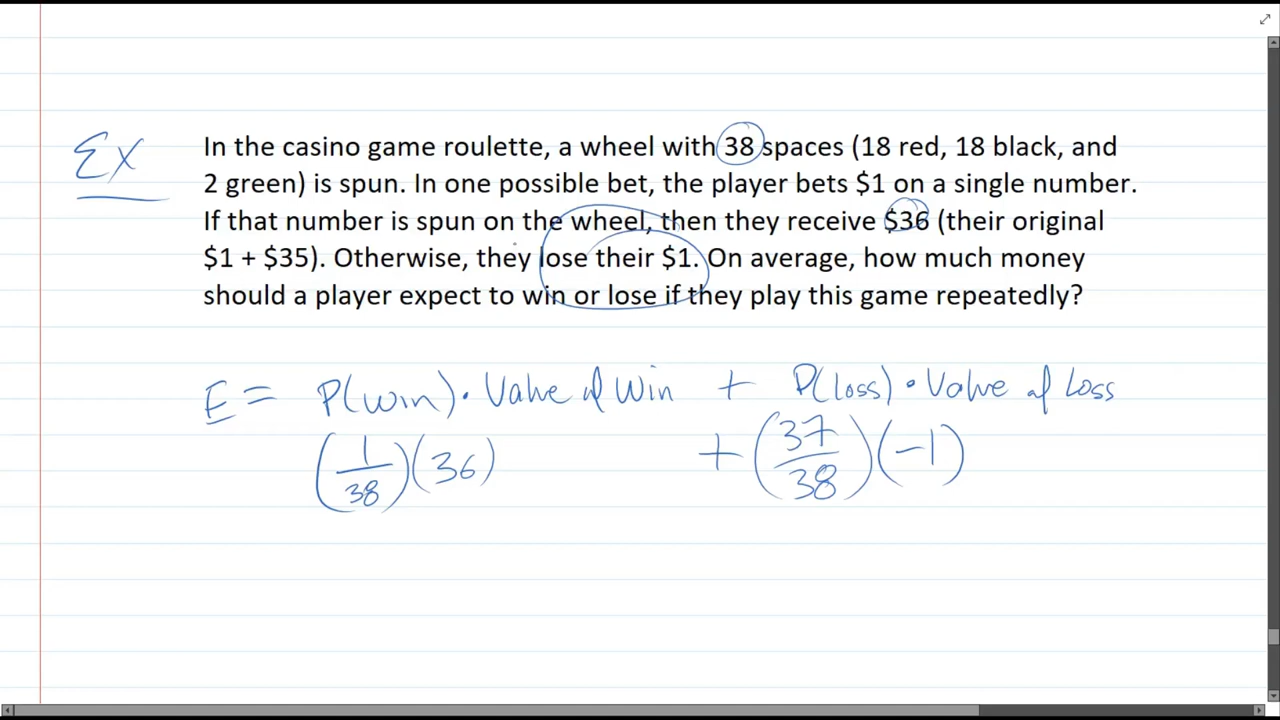 Ex
In the casino game roulette, a wheel with 38 spaces (18 red, 18 black, and
2 green) is spun. In one possible bet, the player bets $1 on a single number.
If that number is spun on the wheel, then they receive $36 (their original
$1 + $35). Otherwise, they lose their $1. On average, how much money
should a player expect to win or lose if they play this game repeatedly?
E = P(win) • Value of Win + P(loss) • Value of Loss
(1/38)(36) + (37/38)(-1)